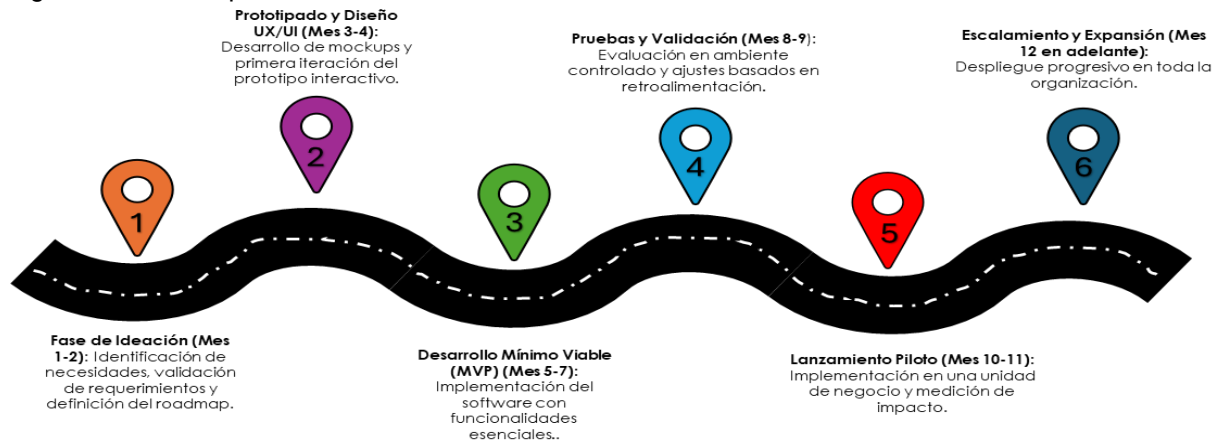 Prototipado y Diseño
UX/UI (Mes 3-4):
Desarrollo de mockups y
primera iteración del
prototipo interactivo.
Pruebas y Validación (Mes 8-9):
Evaluación en ambiente
controlado y ajustes basados en
retroalimentación.
Escalamiento y Expansión (Mes
12 en adelante):
Despliegue progresivo en toda la
organización.
1
2
3
4
5
6
Fase de Ideación (Mes
1-2): Identificación de
necesidades, validación
de requerimientos y
definición del roadmap.
Desarrollo Mínimo Viable
(MVP) (Mes 5-7):
Implementación del
software con
funcionalidades
esenciales..
Lanzamiento Piloto (Mes 10-11):
Implementación en una unidad
de negocio y medición de
impacto.